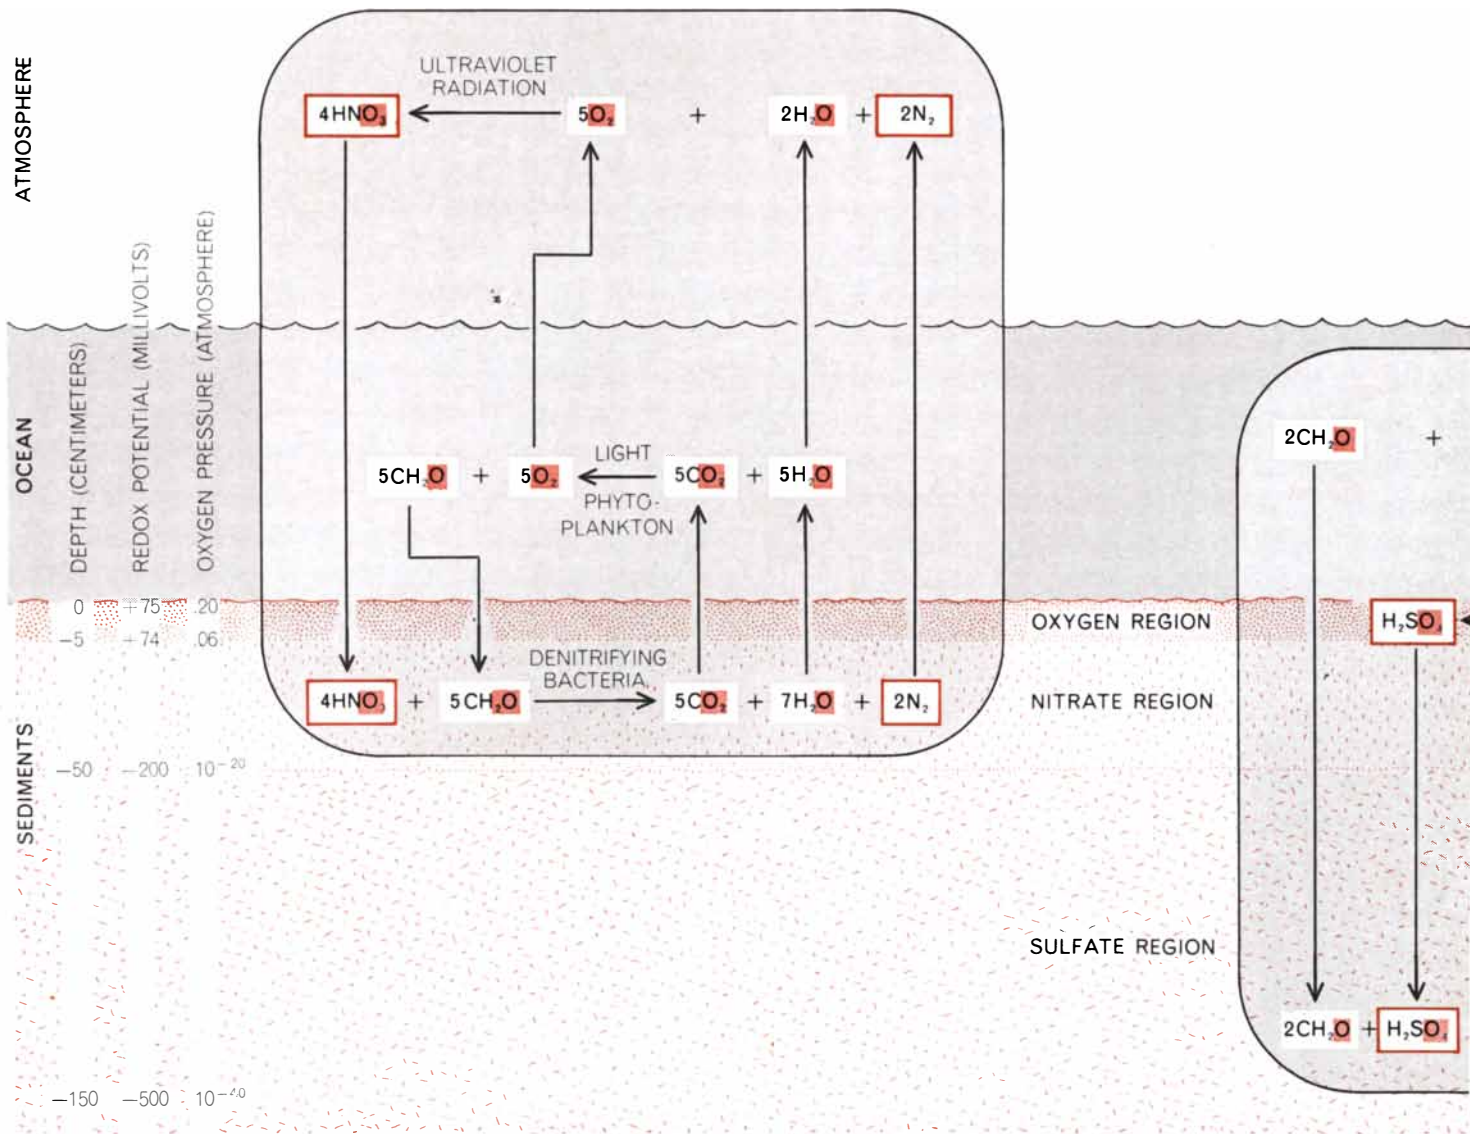 ATMOSPHERE
ULTRAVIOLET
RADIATION
4HNO₃
5O₂
+
2H₂O
+
2N₂
OCEAN
DEPTH (CENTIMETERS)
REDOX POTENTIAL (MILLIVOLTS)
OXYGEN PRESSURE (ATMOSPHERE)
5CH₂O
+
5O₂
LIGHT
PHYTO-
PLANKTON
5CO₂
+
5H₂O
2CH₂O
+
0 +75 .20
-5 +74 .06
OXYGEN REGION
H₂SO₄
SEDIMENTS
DENITRIFYING
BACTERIA
4HNO₃
+
5CH₂O
5CO₂
+
7H₂O
+
2N₂
NITRATE REGION
-50 -200 10⁻²⁰
SULFATE REGION
2CH₂O
+
H₂SO₄
-150 -500 10⁻⁴⁰